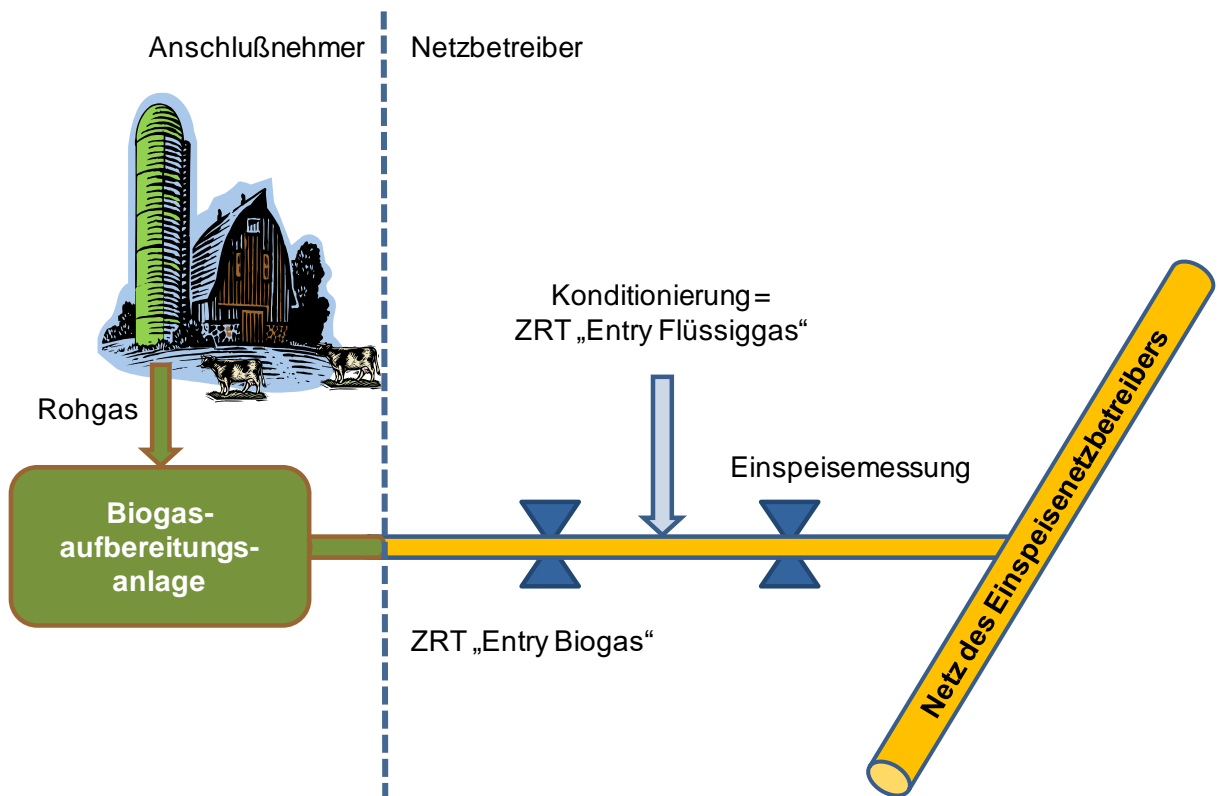 Anschlußnehmer
Netzbetreiber
Konditionierung=
ZRT „Entry Flüssiggas“
Rohgas
Einspeisemessung
Biogas-
aufbereitungs-
anlage
Netz des Einspeisenetzbetreibers
ZRT „Entry Biogas“